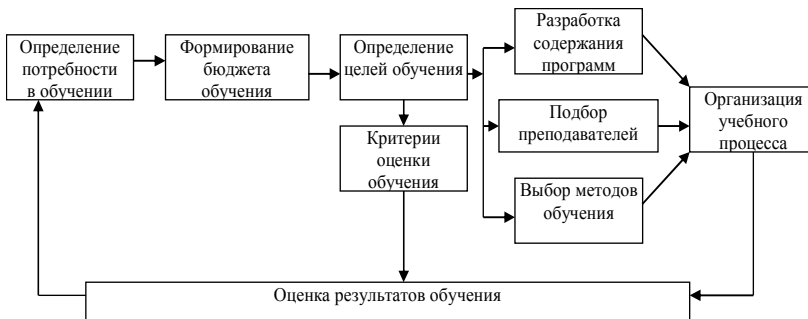 Определение
потребности
в обучении
Формирование
бюджета
обучения
Определение
целей обучения
Критерии
оценки
обучения
Разработка
содержания
программ
Подбор
преподавателей
Выбор методов
обучения
Организация
учебного
процесса
Оценка результатов обучения